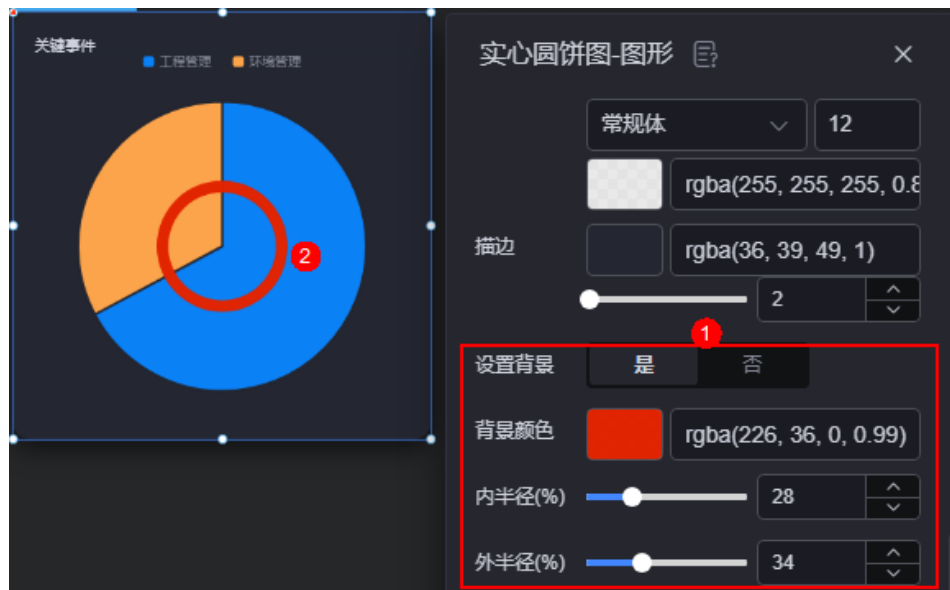 关键事件
工程管理 环境管理
2
实心圆饼图-图形
常规体 12
rgba(255, 255, 255, 0.8
描边 rgba(36, 39, 49, 1)
2
1
设置背景 是 否
背景颜色 rgba(226, 36, 0, 0.99)
内半径(%) 28
外半径(%) 34